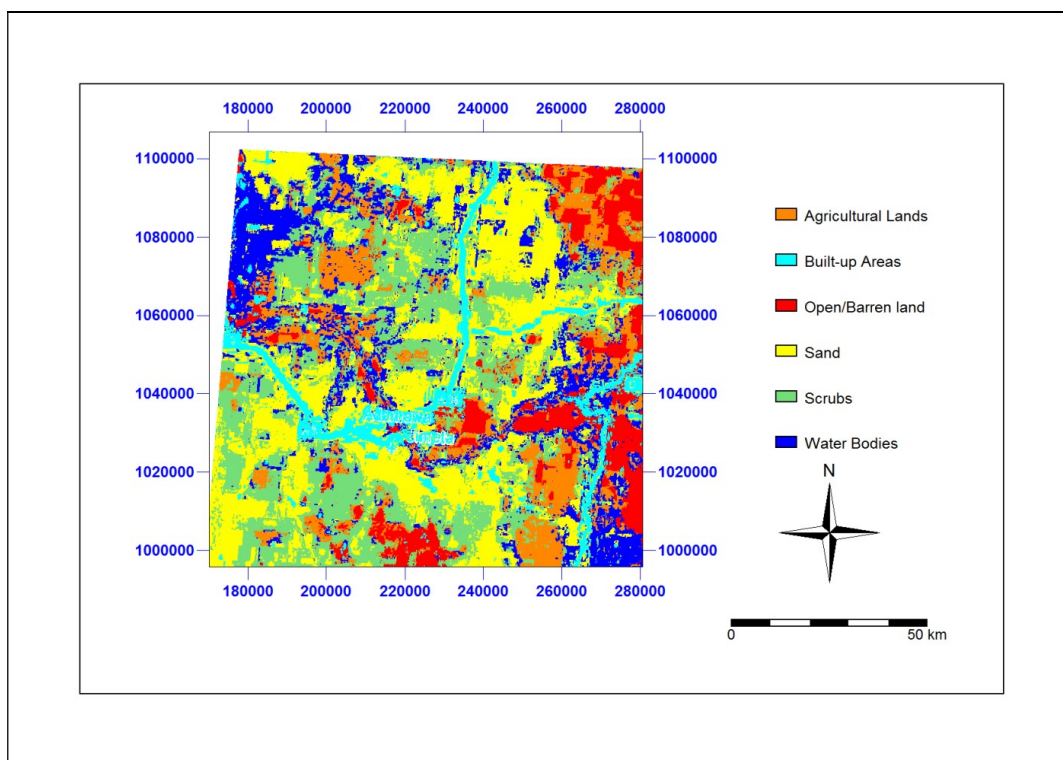 180000 200000 220000 240000 260000 280000
1100000 1100000
1080000 1080000
1060000 1060000
1040000 1040000
1020000 1020000
1000000 1000000
180000 200000 220000 240000 260000 280000
Agricultural Lands
Built-up Areas
Open/Barren land
Sand
Scrubs
Water Bodies
N
0 50 km